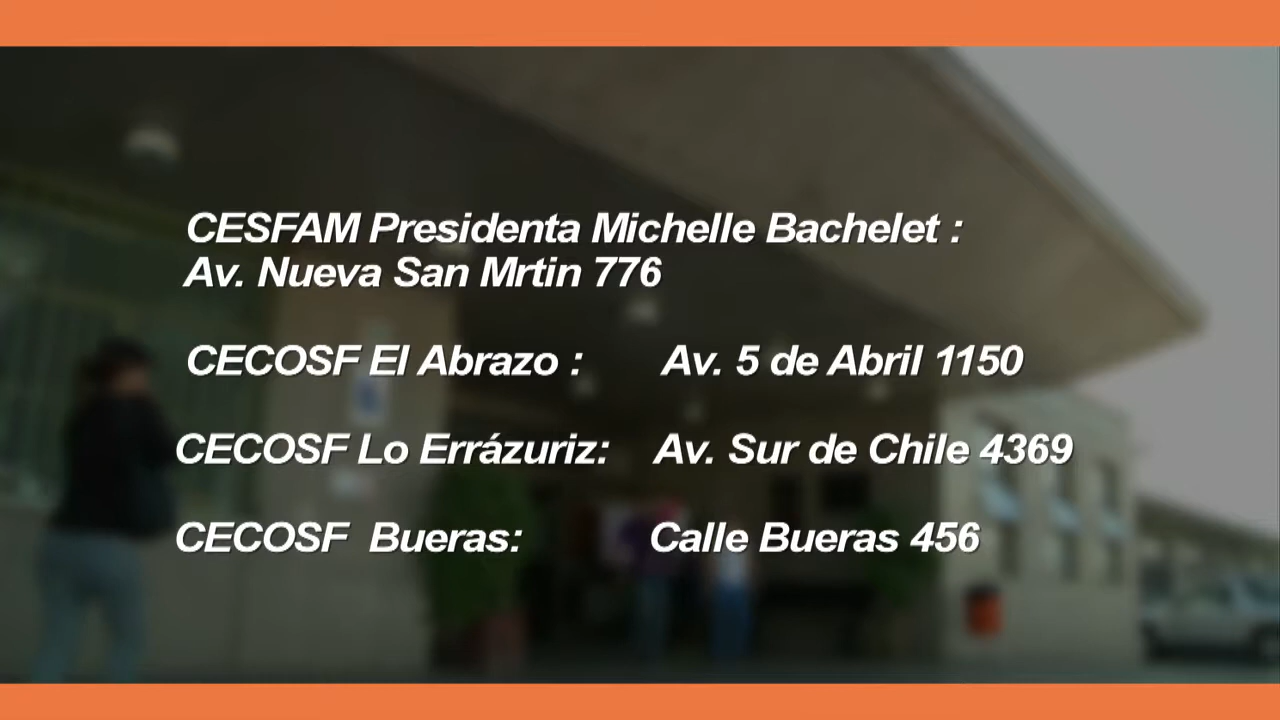 CESFAM Presidenta Michelle Bachelet :
Av. Nueva San Mrtin 776
CECOSF El Abrazo : Av. 5 de Abril 1150
CECOSF Lo Errázuriz: Av. Sur de Chile 4369
CECOSF Bueras: Calle Bueras 456